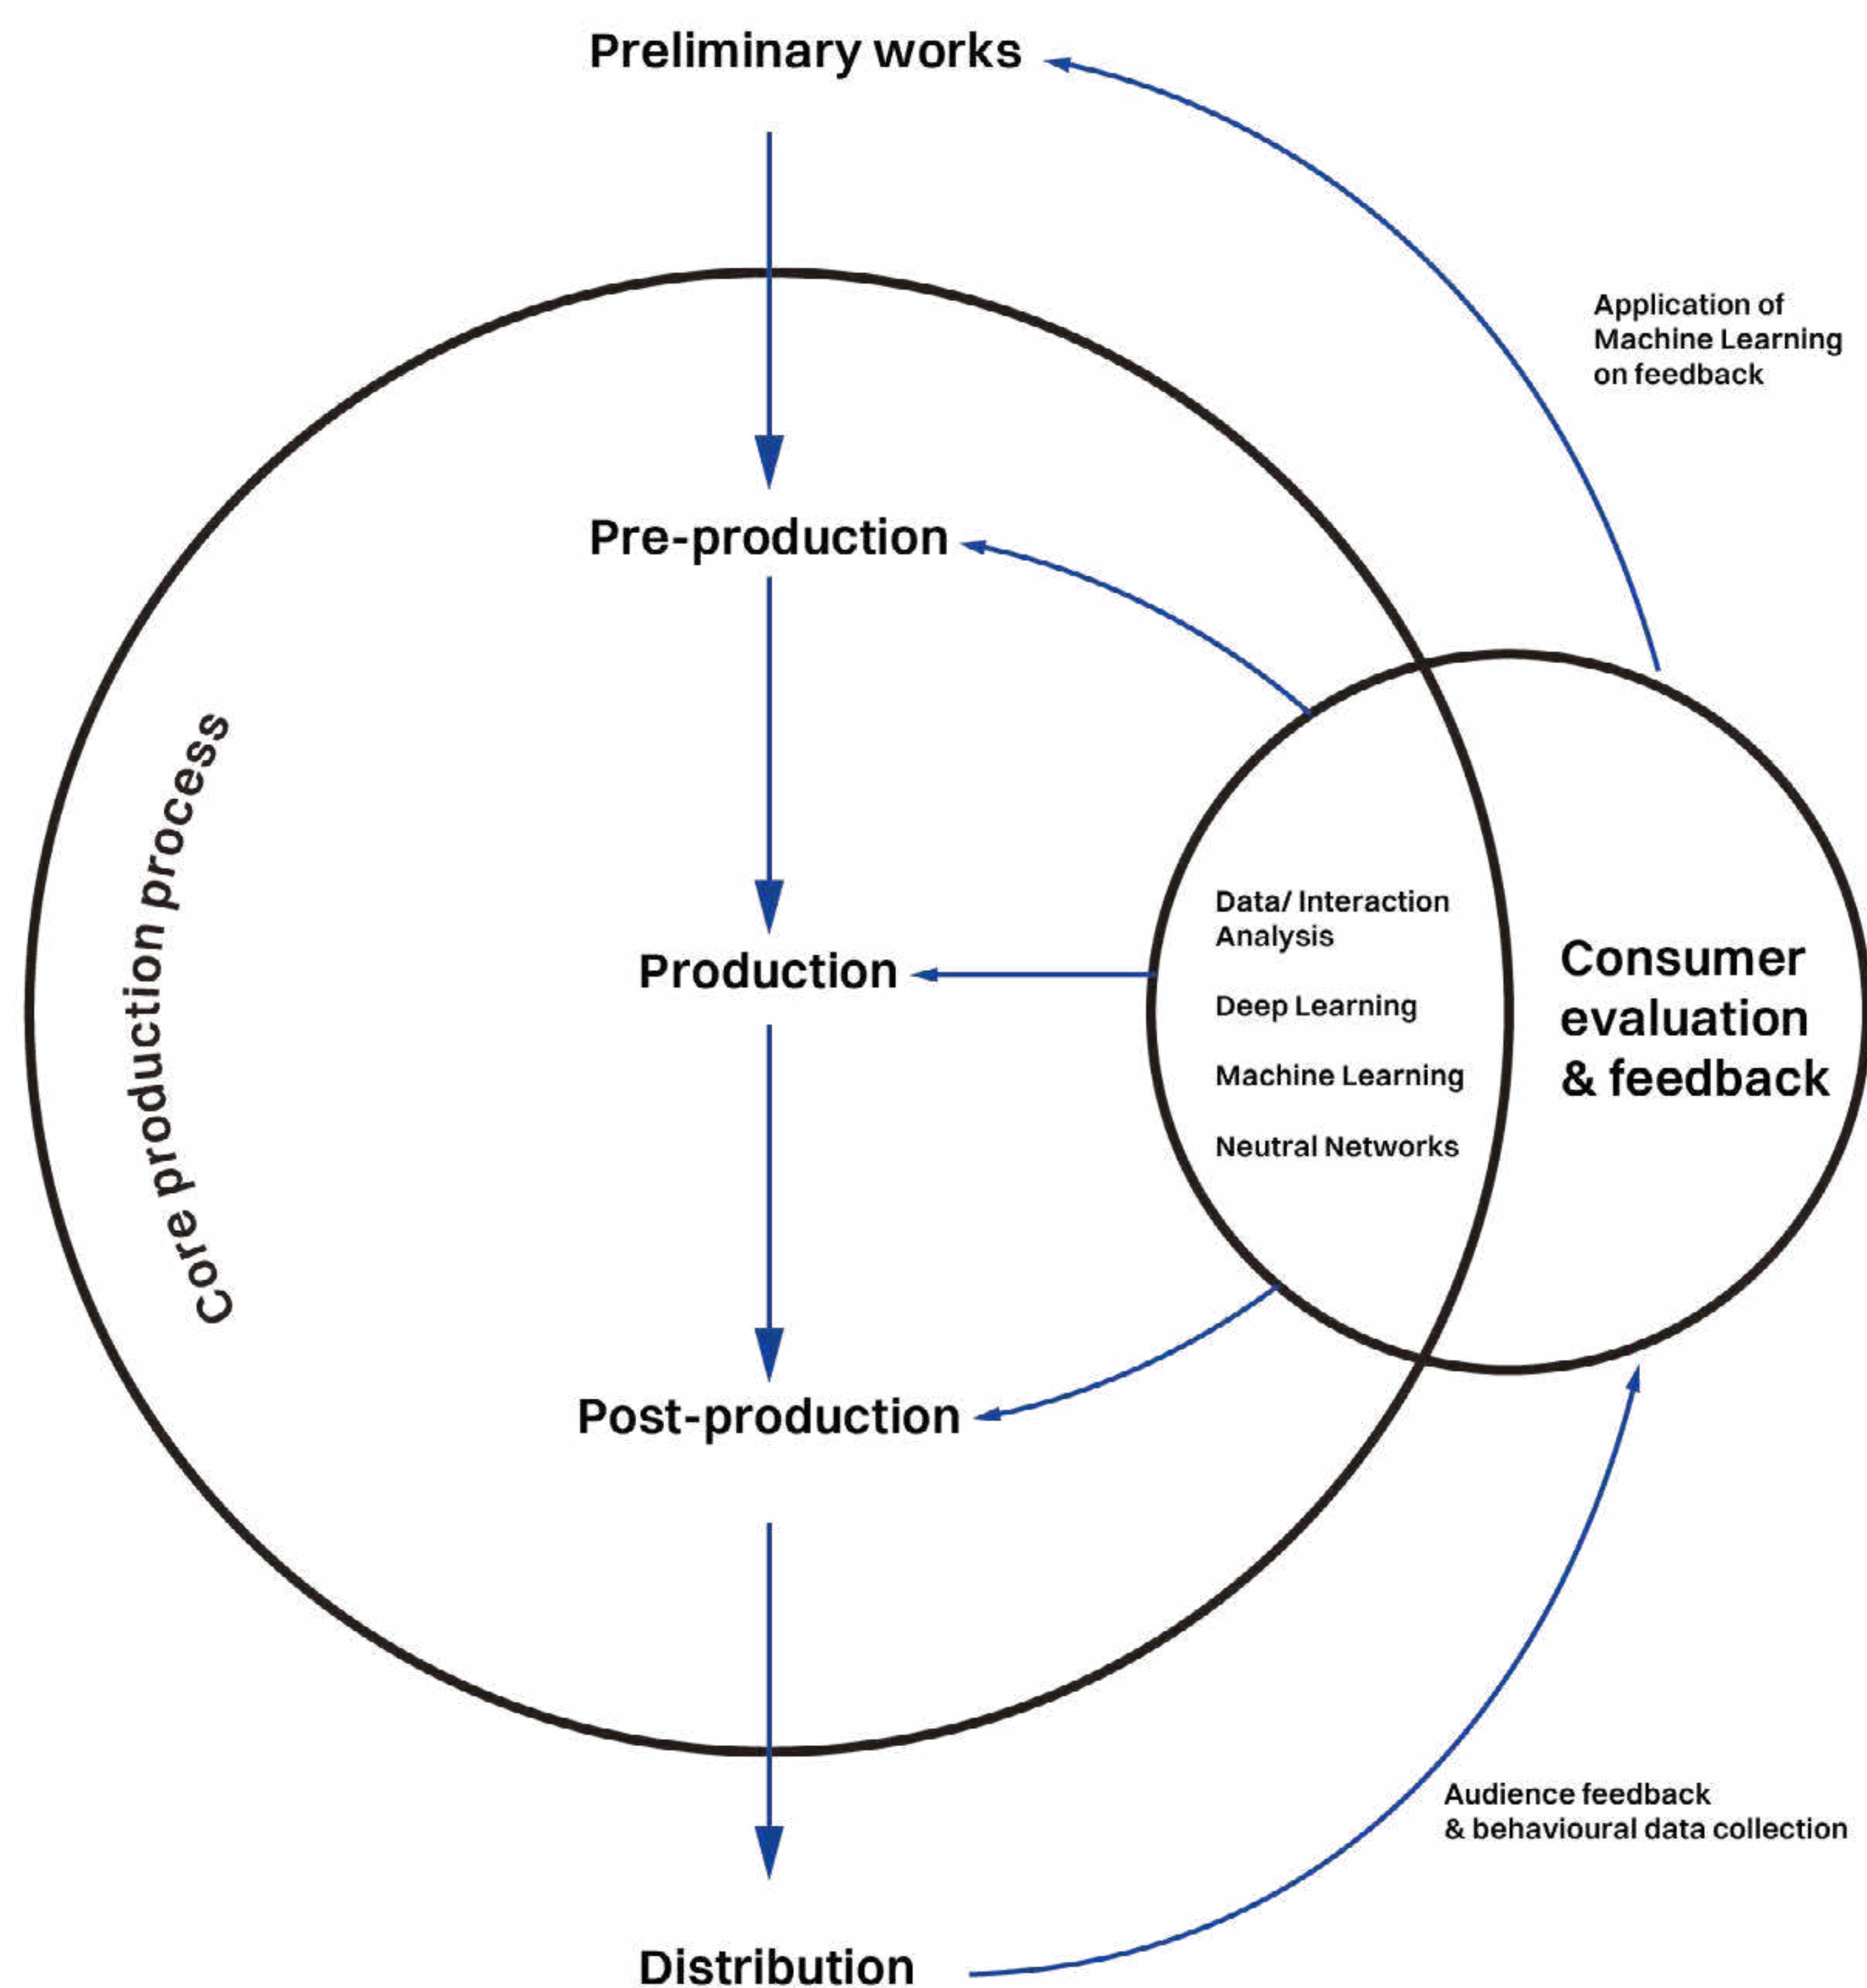 Preliminary works
Application of
Machine Learning
on feedback
Pre-production
Core production process
Production
Data/ Interaction
Analysis
Deep Learning
Machine Learning
Neutral Networks
Consumer
evaluation
& feedback
Post-production
Audience feedback
& behavioural data collection
Distribution